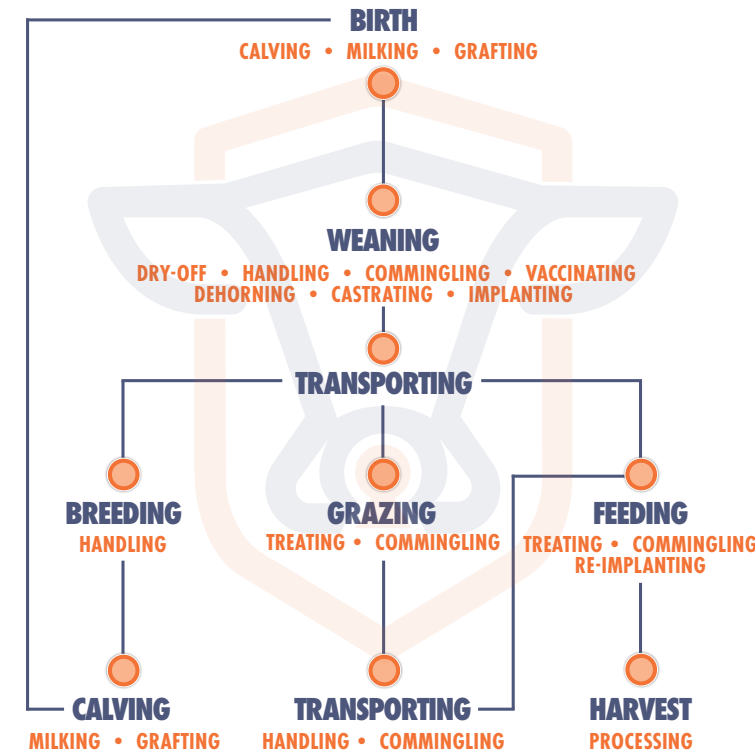 BIRTH
CALVING • MILKING • GRAFTING
WEANING
DRY-OFF • HANDLING • COMMINGLING • VACCINATING
DEHORNING • CASTRATING • IMPLANTING
TRANSPORTING
BREEDING
HANDLING
GRAZING
TREATING • COMMINGLING
FEEDING
TREATING • COMMINGLING
RE-IMPLANTING
CALVING
MILKING • GRAFTING
TRANSPORTING
HANDLING • COMMINGLING
HARVEST
PROCESSING